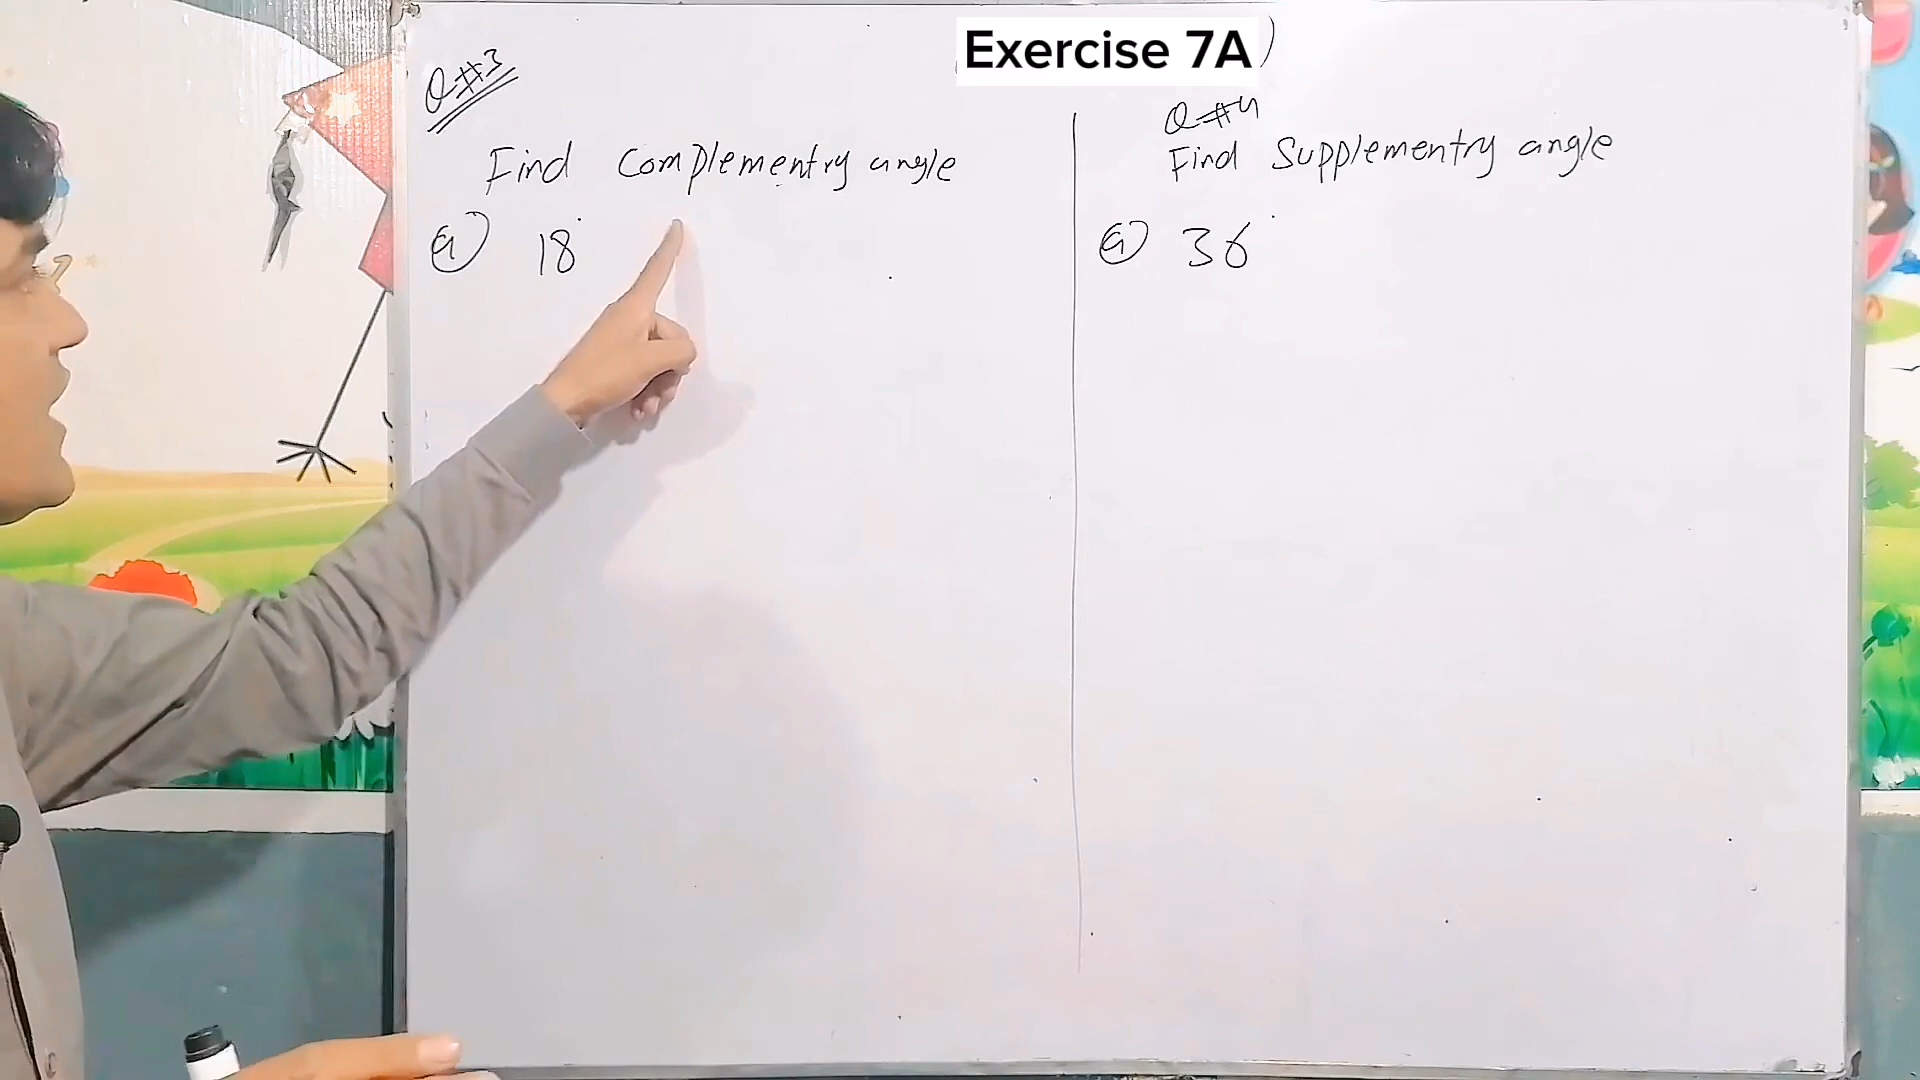 Exercise 7A
Q#3
Find Complementry angle
a 18°
Q#4
Find Supplementry angle
a 36°